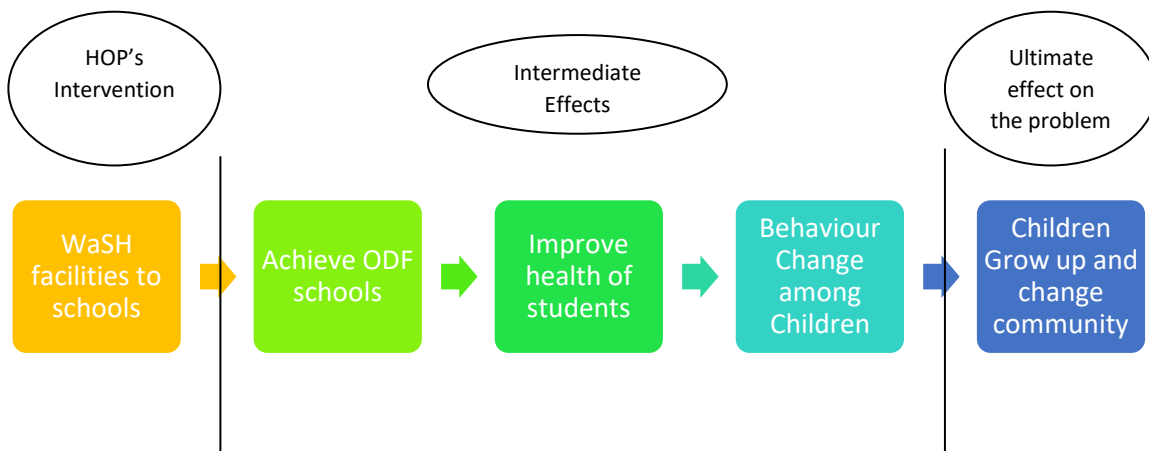 HOP's
Intervention
Intermediate
Effects
Ultimate
effect on
the problem
WaSH
facilities to
schools
Achieve ODF
schools
Improve
health of
students
Behaviour
Change
among
Children
Children
Grow up and
change
community